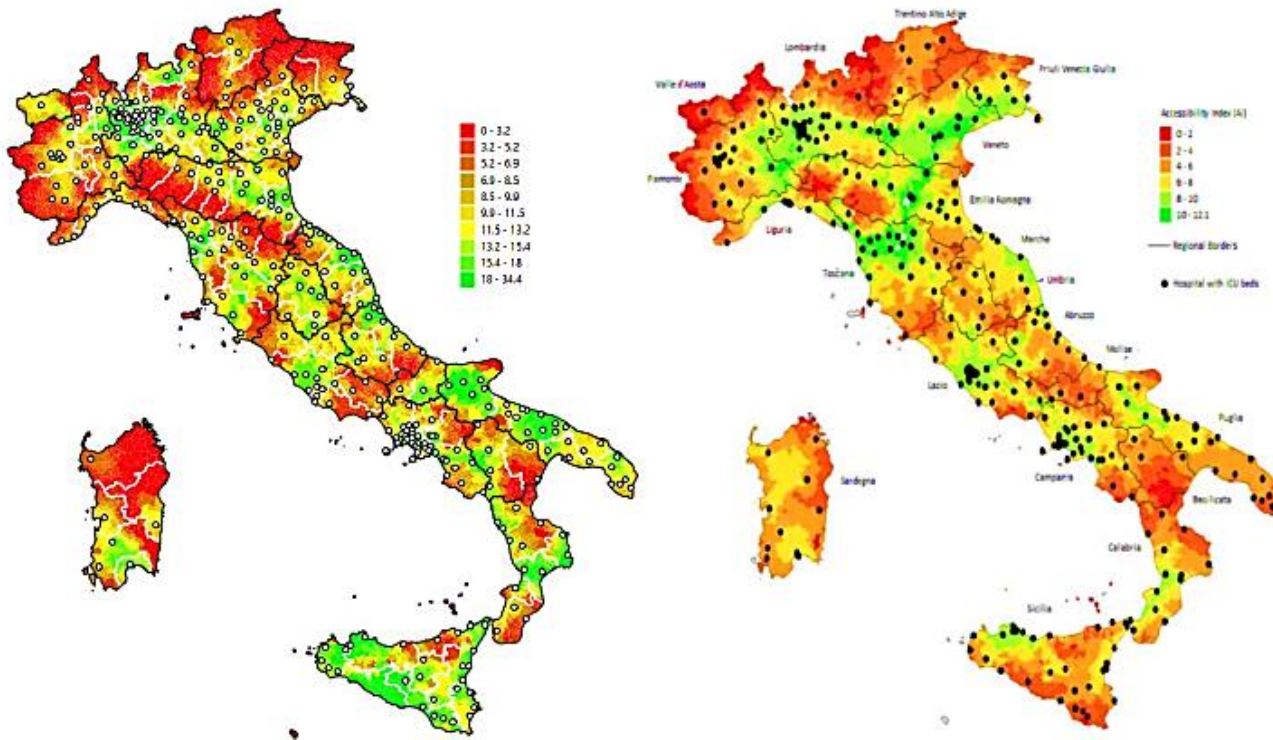 0 - 3.2
3.2 - 5.2
5.2 - 6.9
6.9 - 8.5
8.5 - 9.9
9.9 - 11.5
11.5 - 13.2
13.2 - 15.4
15.4 - 18
18 - 34.4
Trentino Alto Adige
Lombardia
Friuli Venezia Giulia
Valle d'Aosta
Accessibility Index (AI)
0 - 2
2 - 4
4 - 6
6 - 8
8 - 10
10 - 12.1
Veneto
Piemonte
Emilia Romagna
Liguria
Marche
Regional Borders
Toscana
Umbria
Hospital with ICU beds
Abruzzo
Molise
Lazio
Puglia
Sardegna
Campania
Basilicata
Calabria
Sicilia